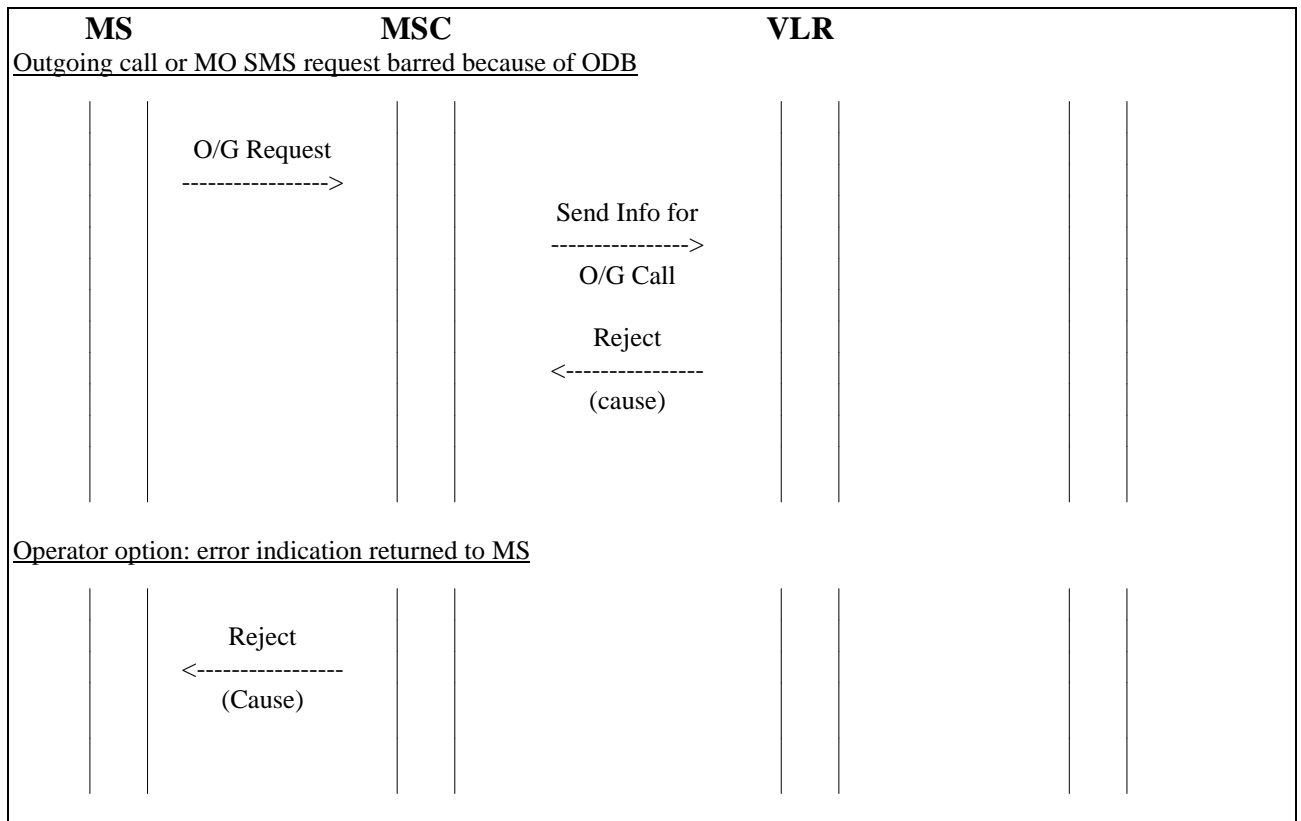 MS MSC VLR
Outgoing call or MO SMS request barred because of ODB
O/G Request
----------------->
Send Info for
---------------->
O/G Call
Reject
<----------------
(cause)
Operator option: error indication returned to MS
Reject
<-----------------
(Cause)